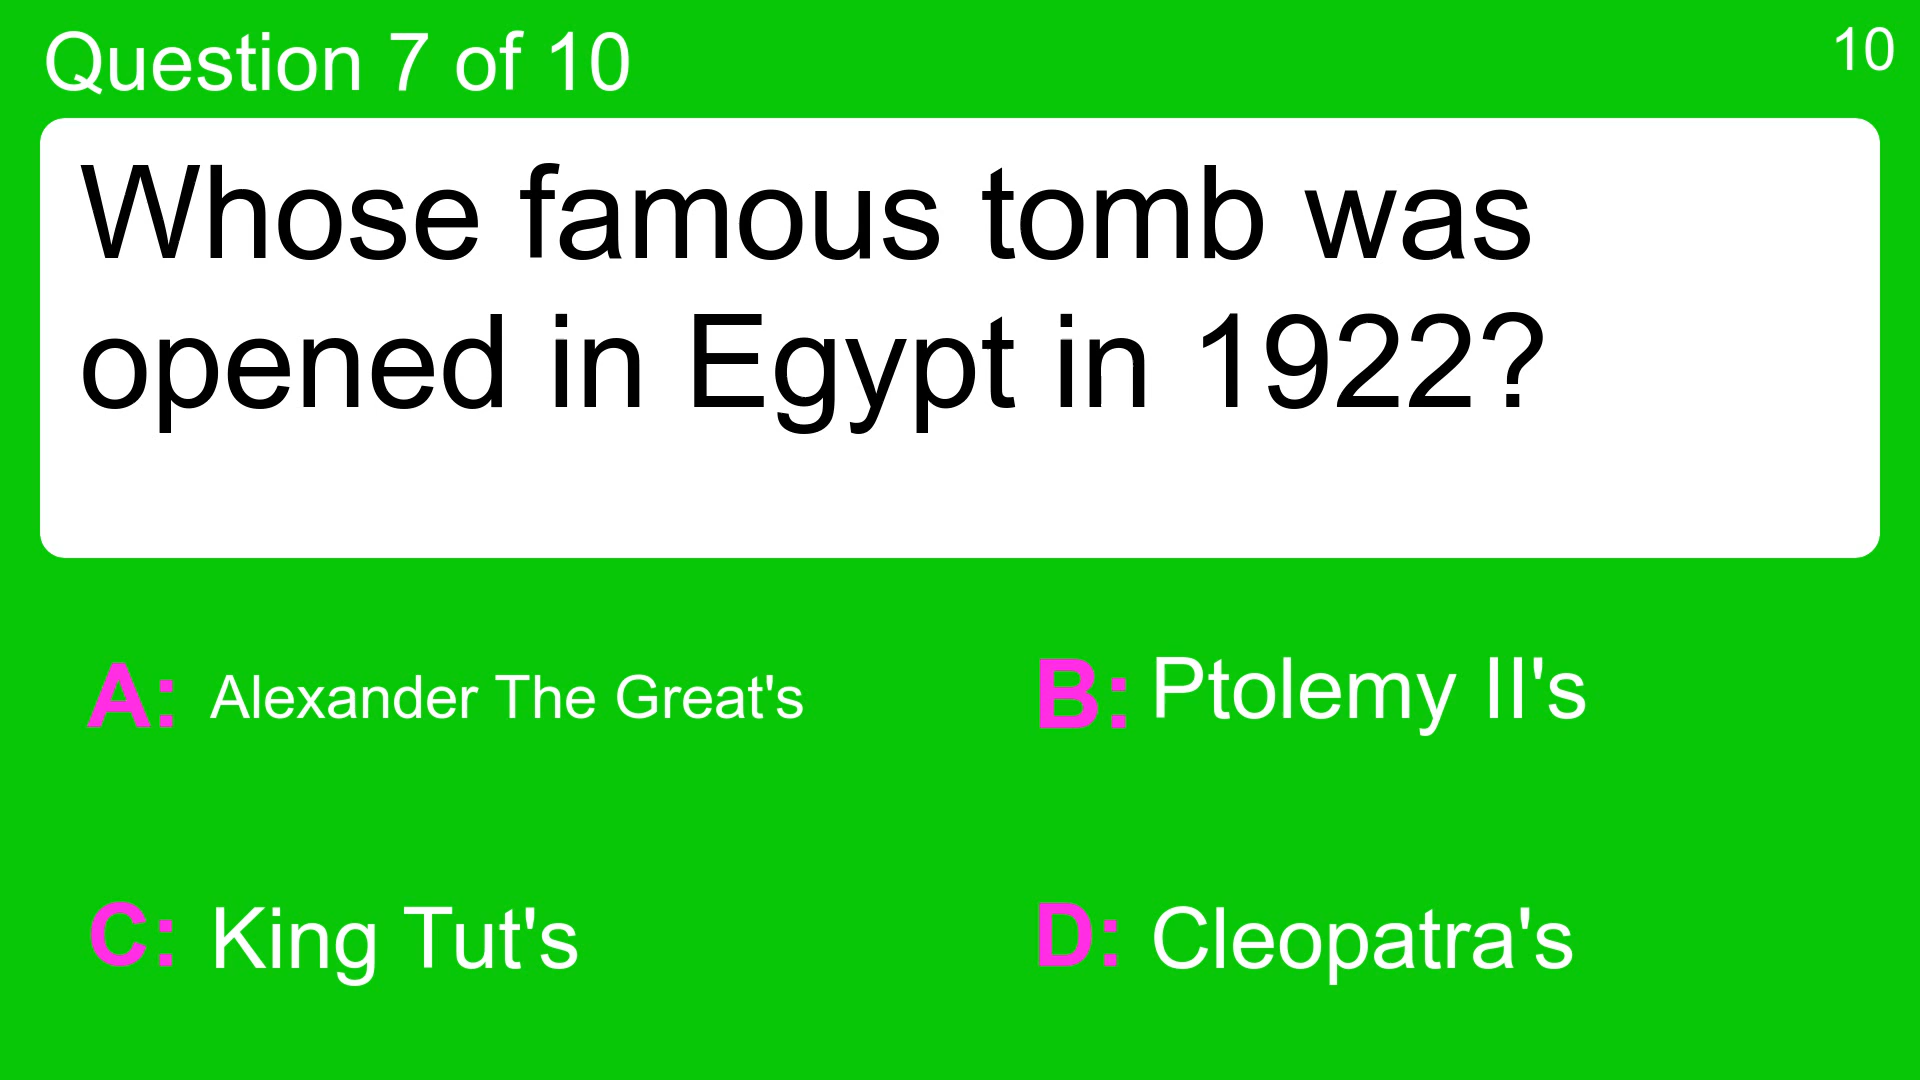 Question 7 of 10
10
Whose famous tomb was
opened in Egypt in 1922?
A: Alexander The Great's
B: Ptolemy II's
C: King Tut's
D: Cleopatra's